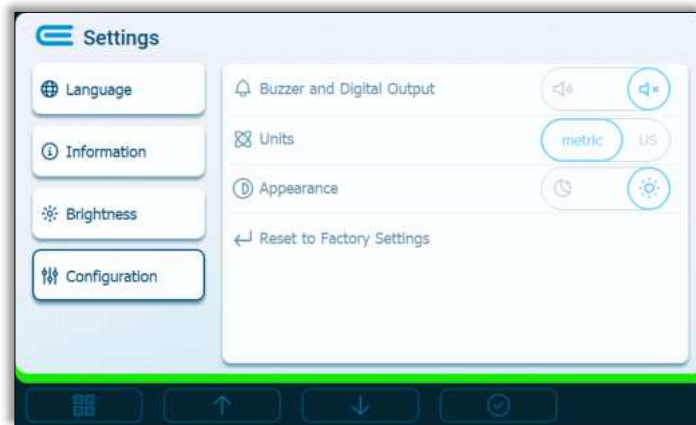 Settings
Language
Information
Brightness
Configuration
Buzzer and Digital Output
Units
metric US
Appearance
Reset to Factory Settings